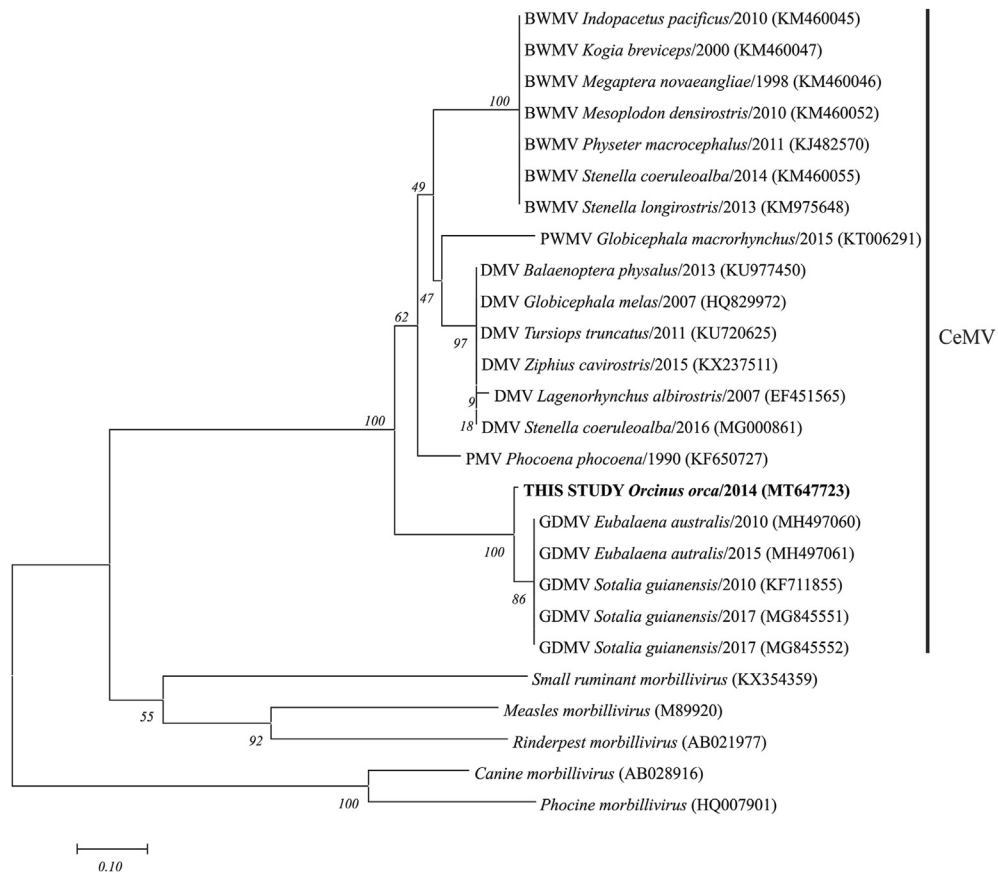 BWMV Indopacetus pacificus/2010 (KM460045)
BWMV Kogia breviceps/2000 (KM460047)
BWMV Megaptera novaeangliae/1998 (KM460046)
100
BWMV Mesoplodon densirostris/2010 (KM460052)
BWMV Physeter macrocephalus/2011 (KJ482570)
BWMV Stenella coeruleoalba/2014 (KM460055)
49
BWMV Stenella longirostris/2013 (KM975648)
PWMV Globicephala macrorhynchus/2015 (KT006291)
DMV Balaenoptera physalus/2013 (KU977450)
47
DMV Globicephala melas/2007 (HQ829972)
62
DMV Tursiops truncatus/2011 (KU720625)
CeMV
97
DMV Ziphius cavirostris/2015 (KX237511)
DMV Lagenorhynchus albirostris/2007 (EF451565)
9
100
18
DMV Stenella coeruleoalba/2016 (MG000861)
PMV Phocoena phocoena/1990 (KF650727)
THIS STUDY Orcinus orca/2014 (MT647723)
GDMV Eubalaena australis/2010 (MH497060)
100
GDMV Eubalaena autralis/2015 (MH497061)
GDMV Sotalia guianensis/2010 (KF711855)
86
GDMV Sotalia guianensis/2017 (MG845551)
GDMV Sotalia guianensis/2017 (MG845552)
Small ruminant morbillivirus (KX354359)
55
Measles morbillivirus (M89920)
92
Rinderpest morbillivirus (AB021977)
Canine morbillivirus (AB028916)
100
Phocine morbillivirus (HQ007901)
0.10